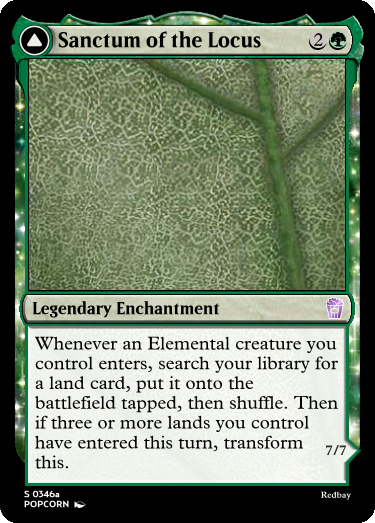 Sanctum of the Locus 2
Legendary Enchantment
Whenever an Elemental creature you
control enters, search your library for
a land card, put it onto the
battlefield tapped, then shuffle. Then
if three or more lands you control
have entered this turn, transform
this.
7/7
S 0346a
POPCORN
Redbay